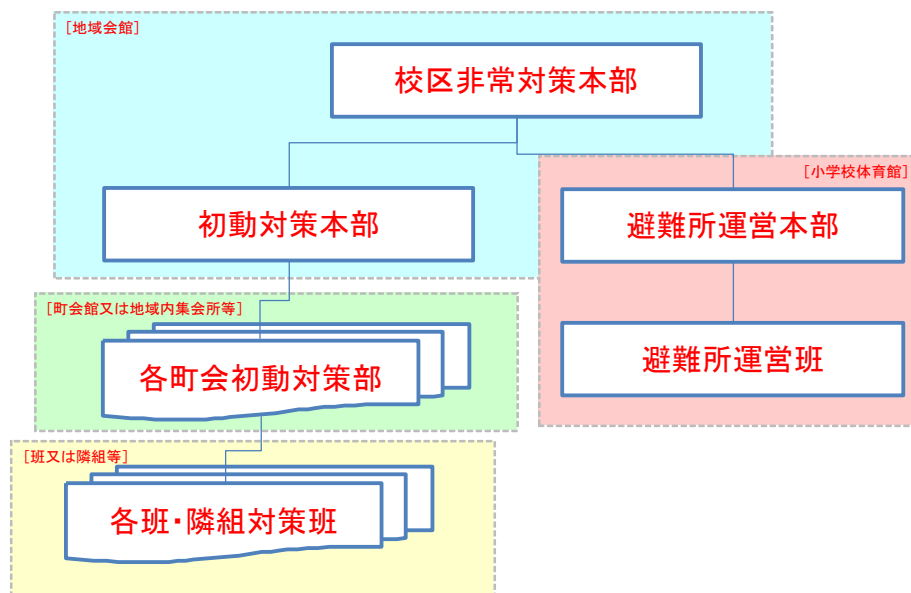 [地域会館]
校区非常対策本部
[小学校体育館]
初動対策本部
避難所運営本部
[町会館又は地域内集会所等]
避難所運営班
各町会初動対策部
[班又は隣組等]
各班・隣組対策班